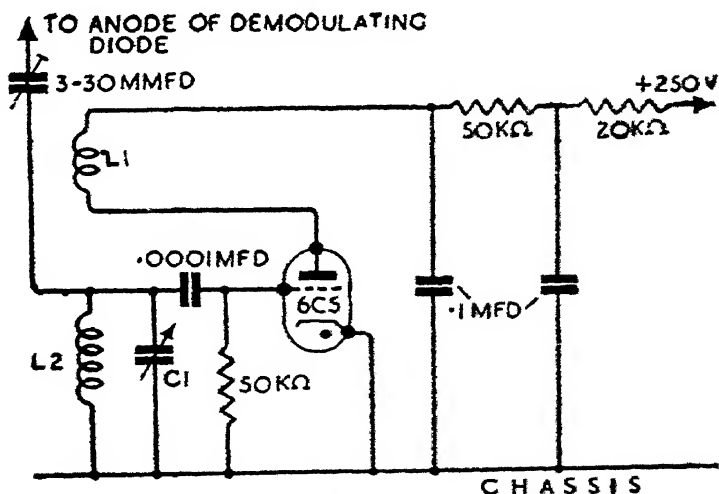 TO ANODE OF DEMODULATING
DIODE
3-30MMFD
+250V
50KΩ
20KΩ
L1
.0001MFD
6C5
.1MFD
L2
C1
50KΩ
CHASSIS